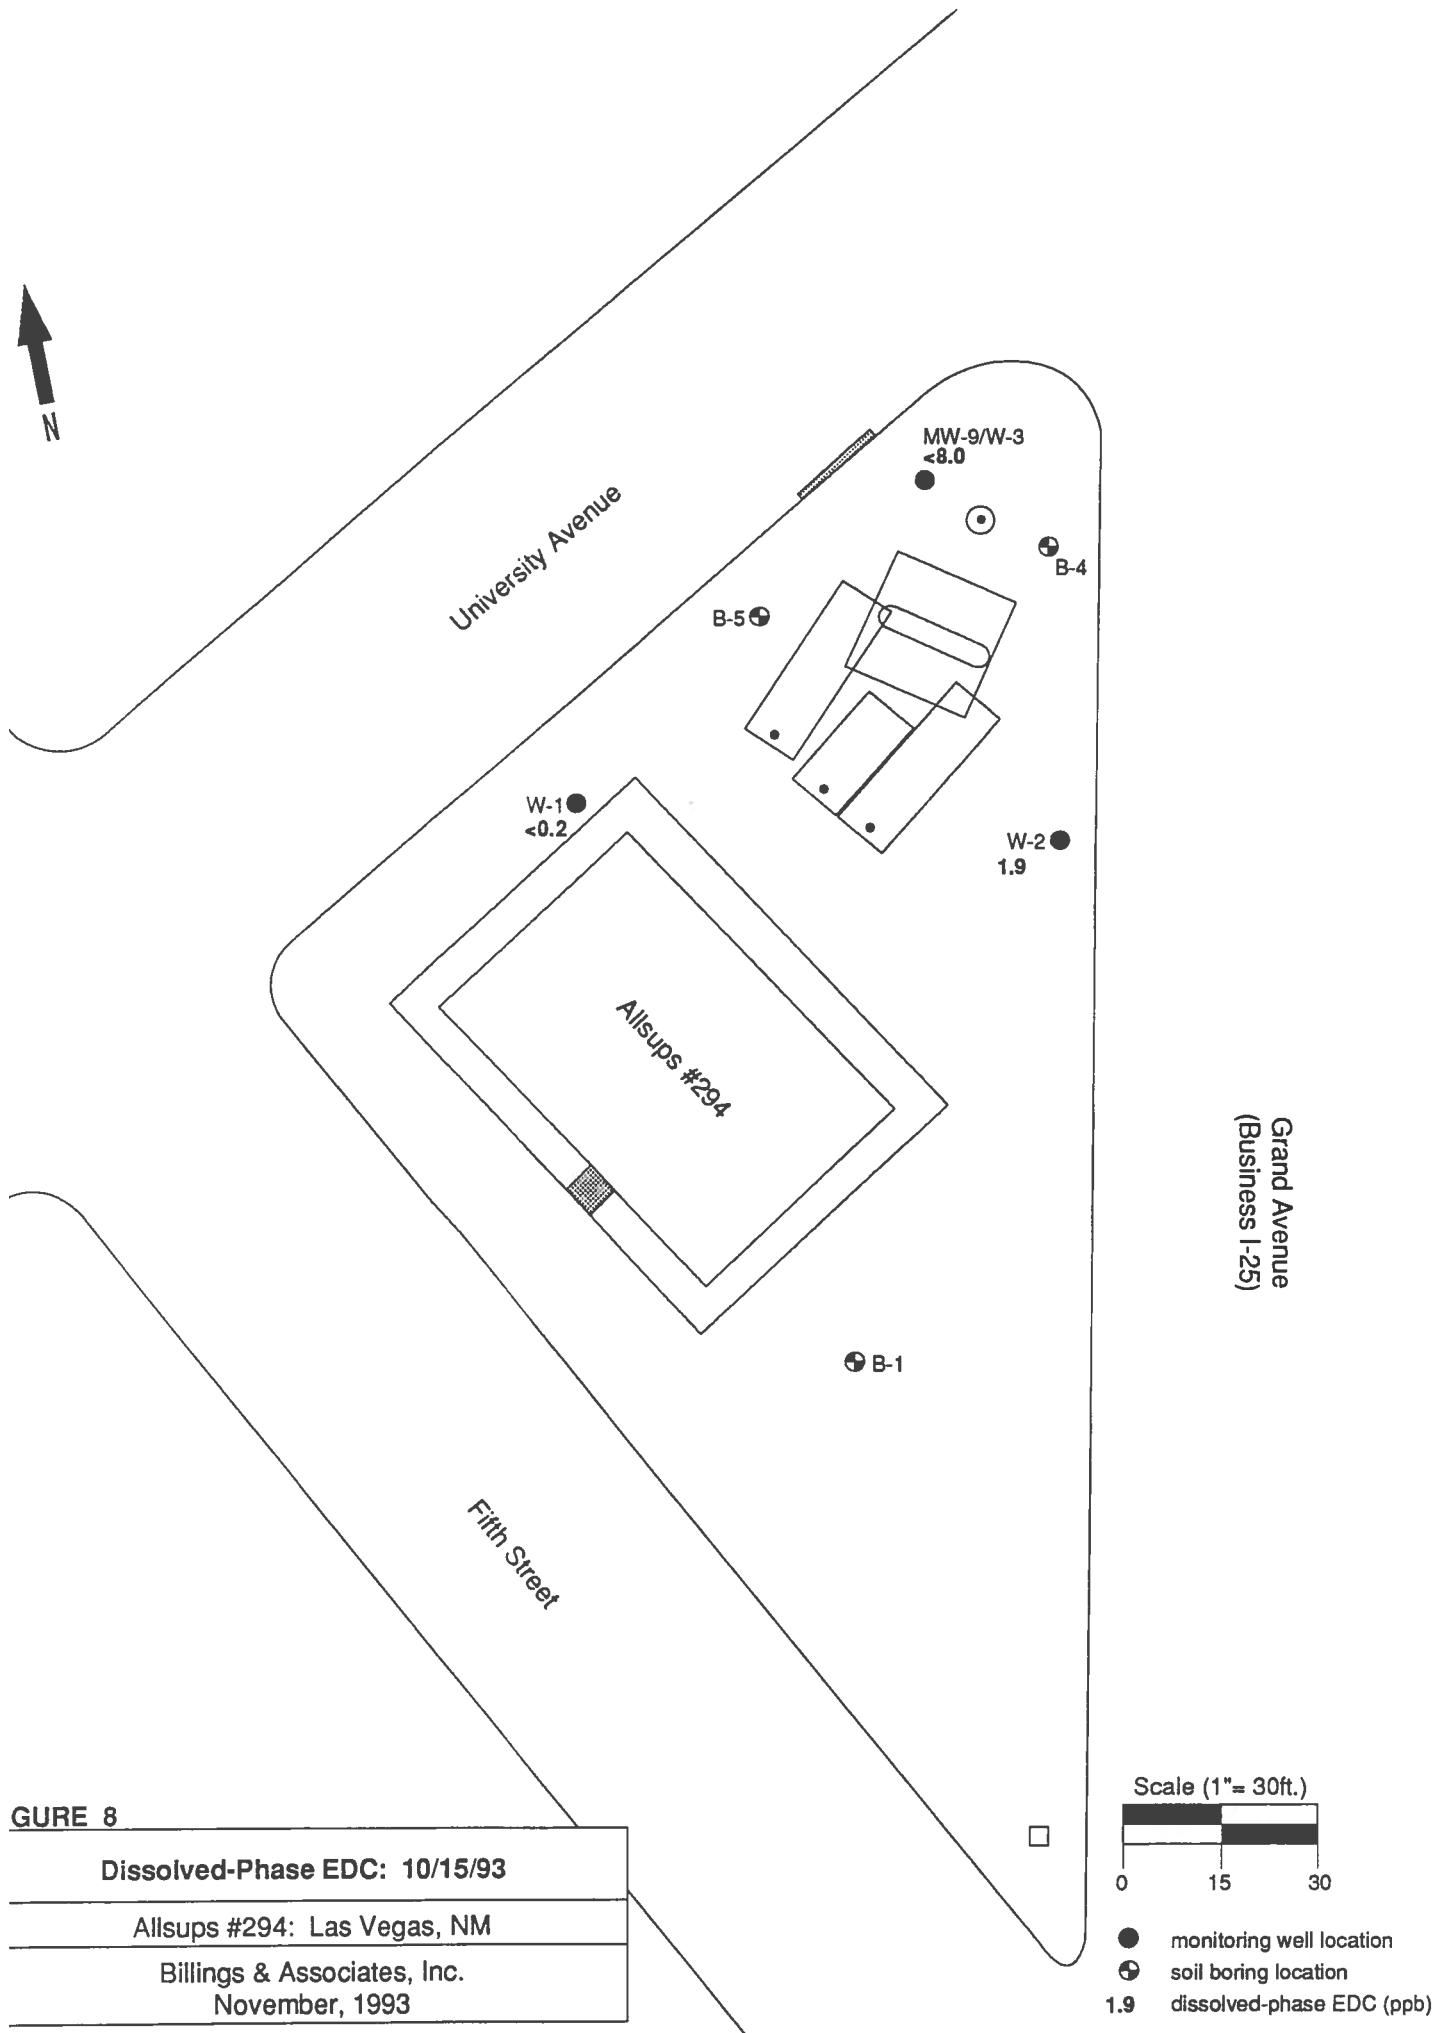 N
University Avenue
MW-9/W-3
<8.0
B-4
B-5
W-1
<0.2
W-2
1.9
Allsups #294
Grand Avenue
(Business I-25)
B-1
Fifth Street
GURE 8
Dissolved-Phase EDC: 10/15/93
Allsups #294: Las Vegas, NM
Billings & Associates, Inc.
November, 1993
Scale (1"= 30ft.)
0 15 30
monitoring well location
soil boring location
1.9 dissolved-phase EDC (ppb)